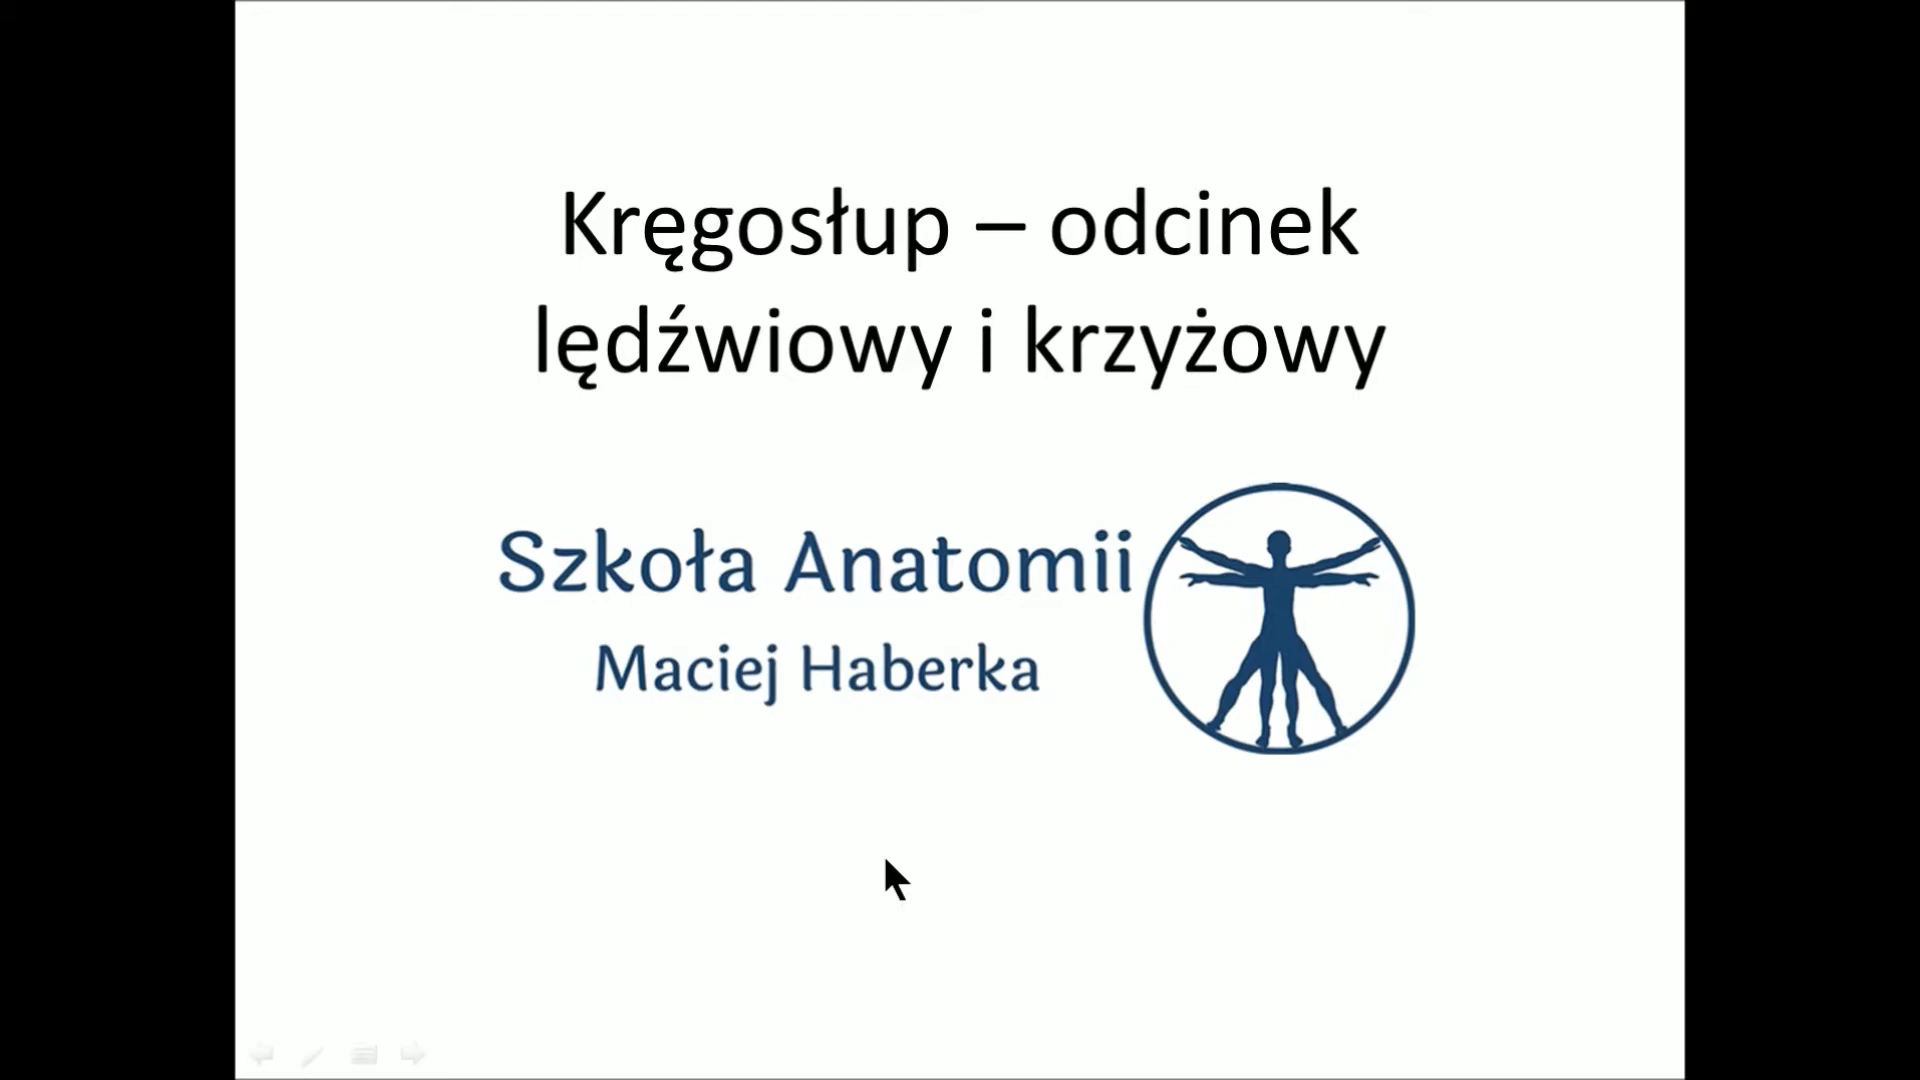 Kręgosłup – odcinek
lędźwiowy i krzyżowy
Szkoła Anatomii
Maciej Haberka